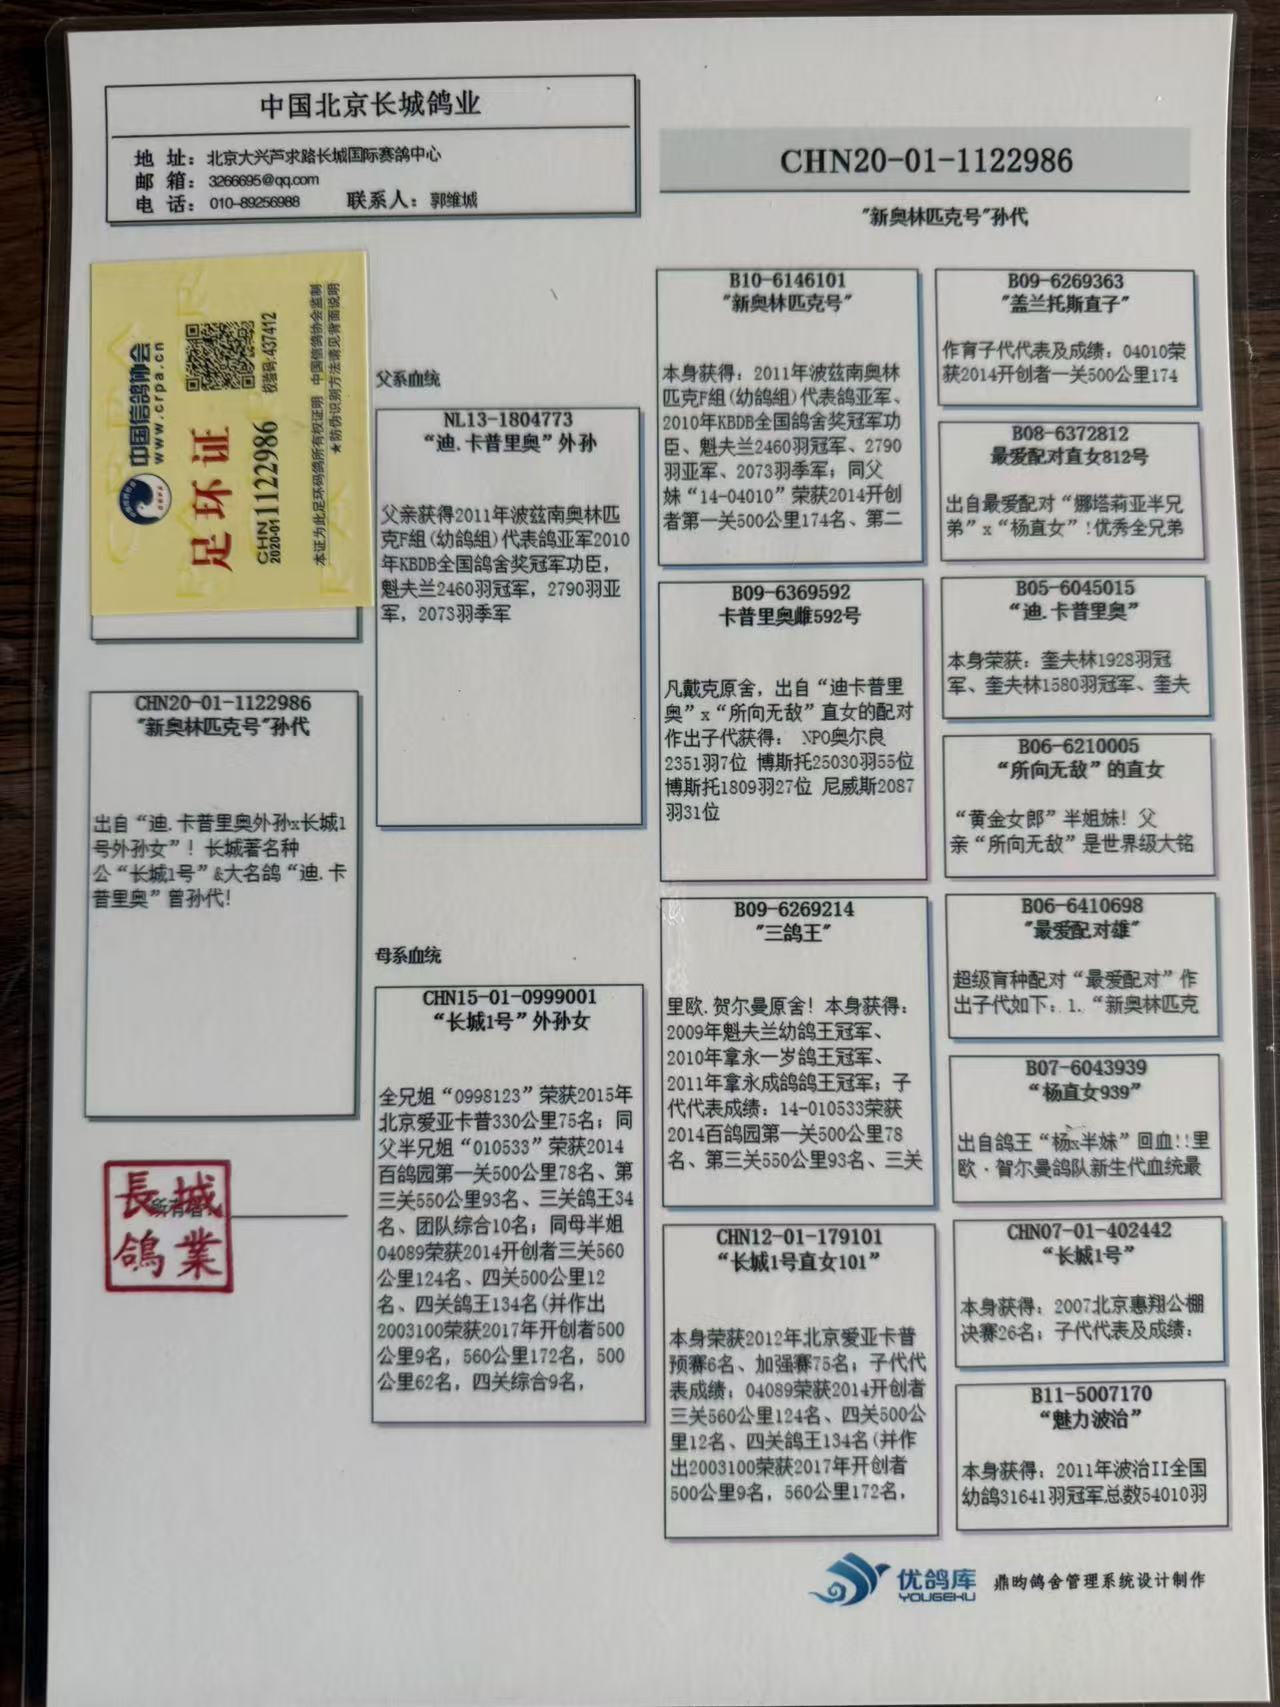 中国北京长城鸽业
地 址：北京大兴芦求路长城国际赛鸽中心
邮 箱：3266695@qq.com
电 话：010-89256988 联系人：郭维城
CHN20-01-1122986
"新奥林匹克号"孙代
中国信鸽协会
www.crpa.cn
足环证
CHN
2020-01
1122986
校验码:437412
本证为此足环码鸽所有权证明 中国信鸽协会监制
★防伪识别方法请见背面说明
CHN20-01-1122986
"新奥林匹克号"孙代
出自“迪.卡普里奥外孙x长城1
号外孙女”！长城著名种
公“长城1号”&大名鸽“迪.卡
普里奥”曾孙代!
長城
鴿業
父系血统
NL13-1804773
“迪.卡普里奥”外孙
父亲获得2011年波兹南奥林匹
克F组(幼鸽组)代表鸽亚军2010
年KBDB全国鸽舍奖冠军功臣，
魁夫兰2460羽冠军，2790羽亚
军，2073羽季军
母系血统
CHN15-01-0999001
“长城1号”外孙女
全兄姐“0998123”荣获2015年
北京爱亚卡普330公里75名；同
父半兄姐“010533”荣获2014
百鸽园第一关500公里78名、第
三关550公里93名、三关鸽王34
名、团队综合10名；同母半姐
04089荣获2014开创者三关560
公里124名、四关500公里12
名、四关鸽王134名(并作出
2003100荣获2017年开创者500
公里9名，560公里172名，500
公里62名，四关综合9名，
B10-6146101
"新奥林匹克号"
本身获得：2011年波兹南奥林
匹克F组(幼鸽组)代表鸽亚军、
2010年KBDB全国鸽舍奖冠军功
臣、魁夫兰2460羽冠军、2790
羽亚军、2073羽季军；同父
妹“14-04010”荣获2014开创
者第一关500公里174名、第二
B09-6369592
卡普里奥雌592号
凡戴克原舍，出自“迪卡普里
奥”x“所向无敌”直女的配对
作出子代获得： NPO奥尔良
2351羽7位 博斯托25030羽55位
博斯托1809羽27位 尼威斯2087
羽31位
B09-6269214
"三鸽王"
里欧.贺尔曼原舍！本身获得：
2009年魁夫兰幼鸽王冠军、
2010年拿永一岁鸽王冠军、
2011年拿永成鸽鸽王冠军；子
代代表成绩：14-010533荣获
2014百鸽园第一关500公里78
名、第三关550公里93名、三关
CHN12-01-179101
“长城1号直女101”
本身荣获2012年北京爱亚卡普
预赛6名、加强赛75名；子代代
表成绩；04089荣获2014开创者
三关560公里124名、四关500公
里12名、四关鸽王134名(并作
出2003100荣获2017年开创者
500公里9名，560公里172名，
B09-6269363
"盖兰托斯直子"
作育子代代表及成绩：04010荣
获2014开创者一关500公里174
B08-6372812
最爱配对直女812号
出自最爱配对“娜塔莉亚半兄
弟”x“杨直女”!优秀全兄弟
B05-6045015
“迪.卡普里奥”
本身荣获：奎夫林1928羽冠
军、奎夫林1580羽冠军、奎夫
B06-6210005
“所向无敌”的直女
“黄金女郎”半姐妹！父
亲“所向无敌”是世界级大铭
B06-6410698
"最爱配对雄"
超级育种配对“最爱配对”作
出子代如下：1.“新奥林匹克
B07-6043939
“杨直女939”
出自鸽王“杨x半妹”回血!!里
欧·賀尔曼鸽队新生代血统最
CHN07-01-402442
“长城1号”
本身获得：2007北京惠翔公棚
决赛26名；子代代表及成绩：
B11-5007170
“魅力波治”
本身获得：2011年波治II全国
幼鸽31641羽冠军总数54010羽
优鸽库
YOUGEKU
鼎昀鸽舍管理系统设计制作